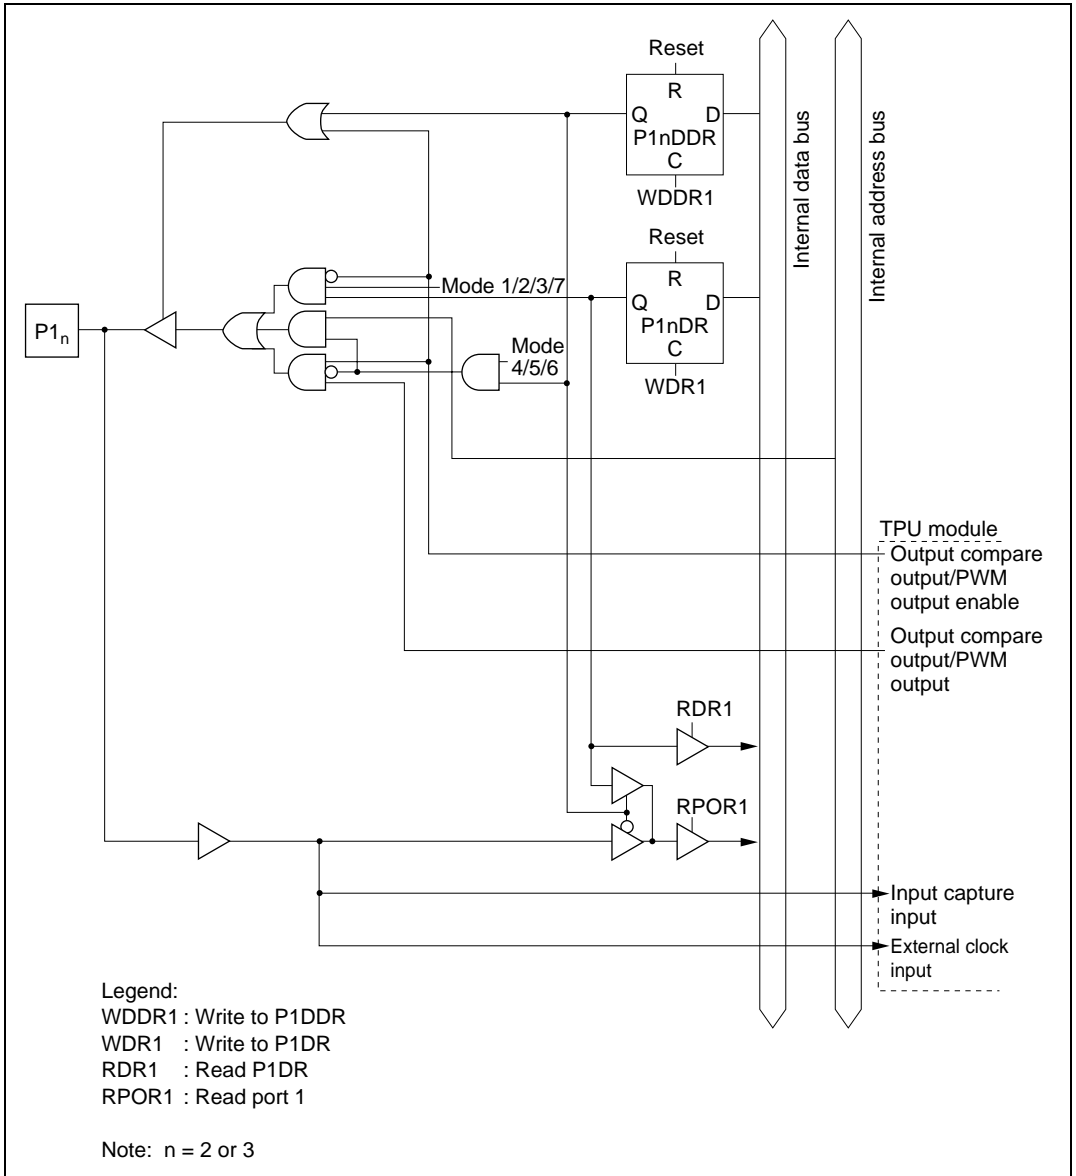 Reset
R
Q D
P1nDDR
C
WDDR1
Reset
R
Q D
P1nDR
C
WDR1
Internal data bus
Internal address bus
Mode 1/2/3/7
P1n
Mode
4/5/6
TPU module
Output compare
output/PWM
output enable
Output compare
output/PWM
output
RDR1
RPOR1
Input capture
input
External clock
input
Legend:
WDDR1 : Write to P1DDR
WDR1 : Write to P1DR
RDR1 : Read P1DR
RPOR1 : Read port 1
Note: n = 2 or 3